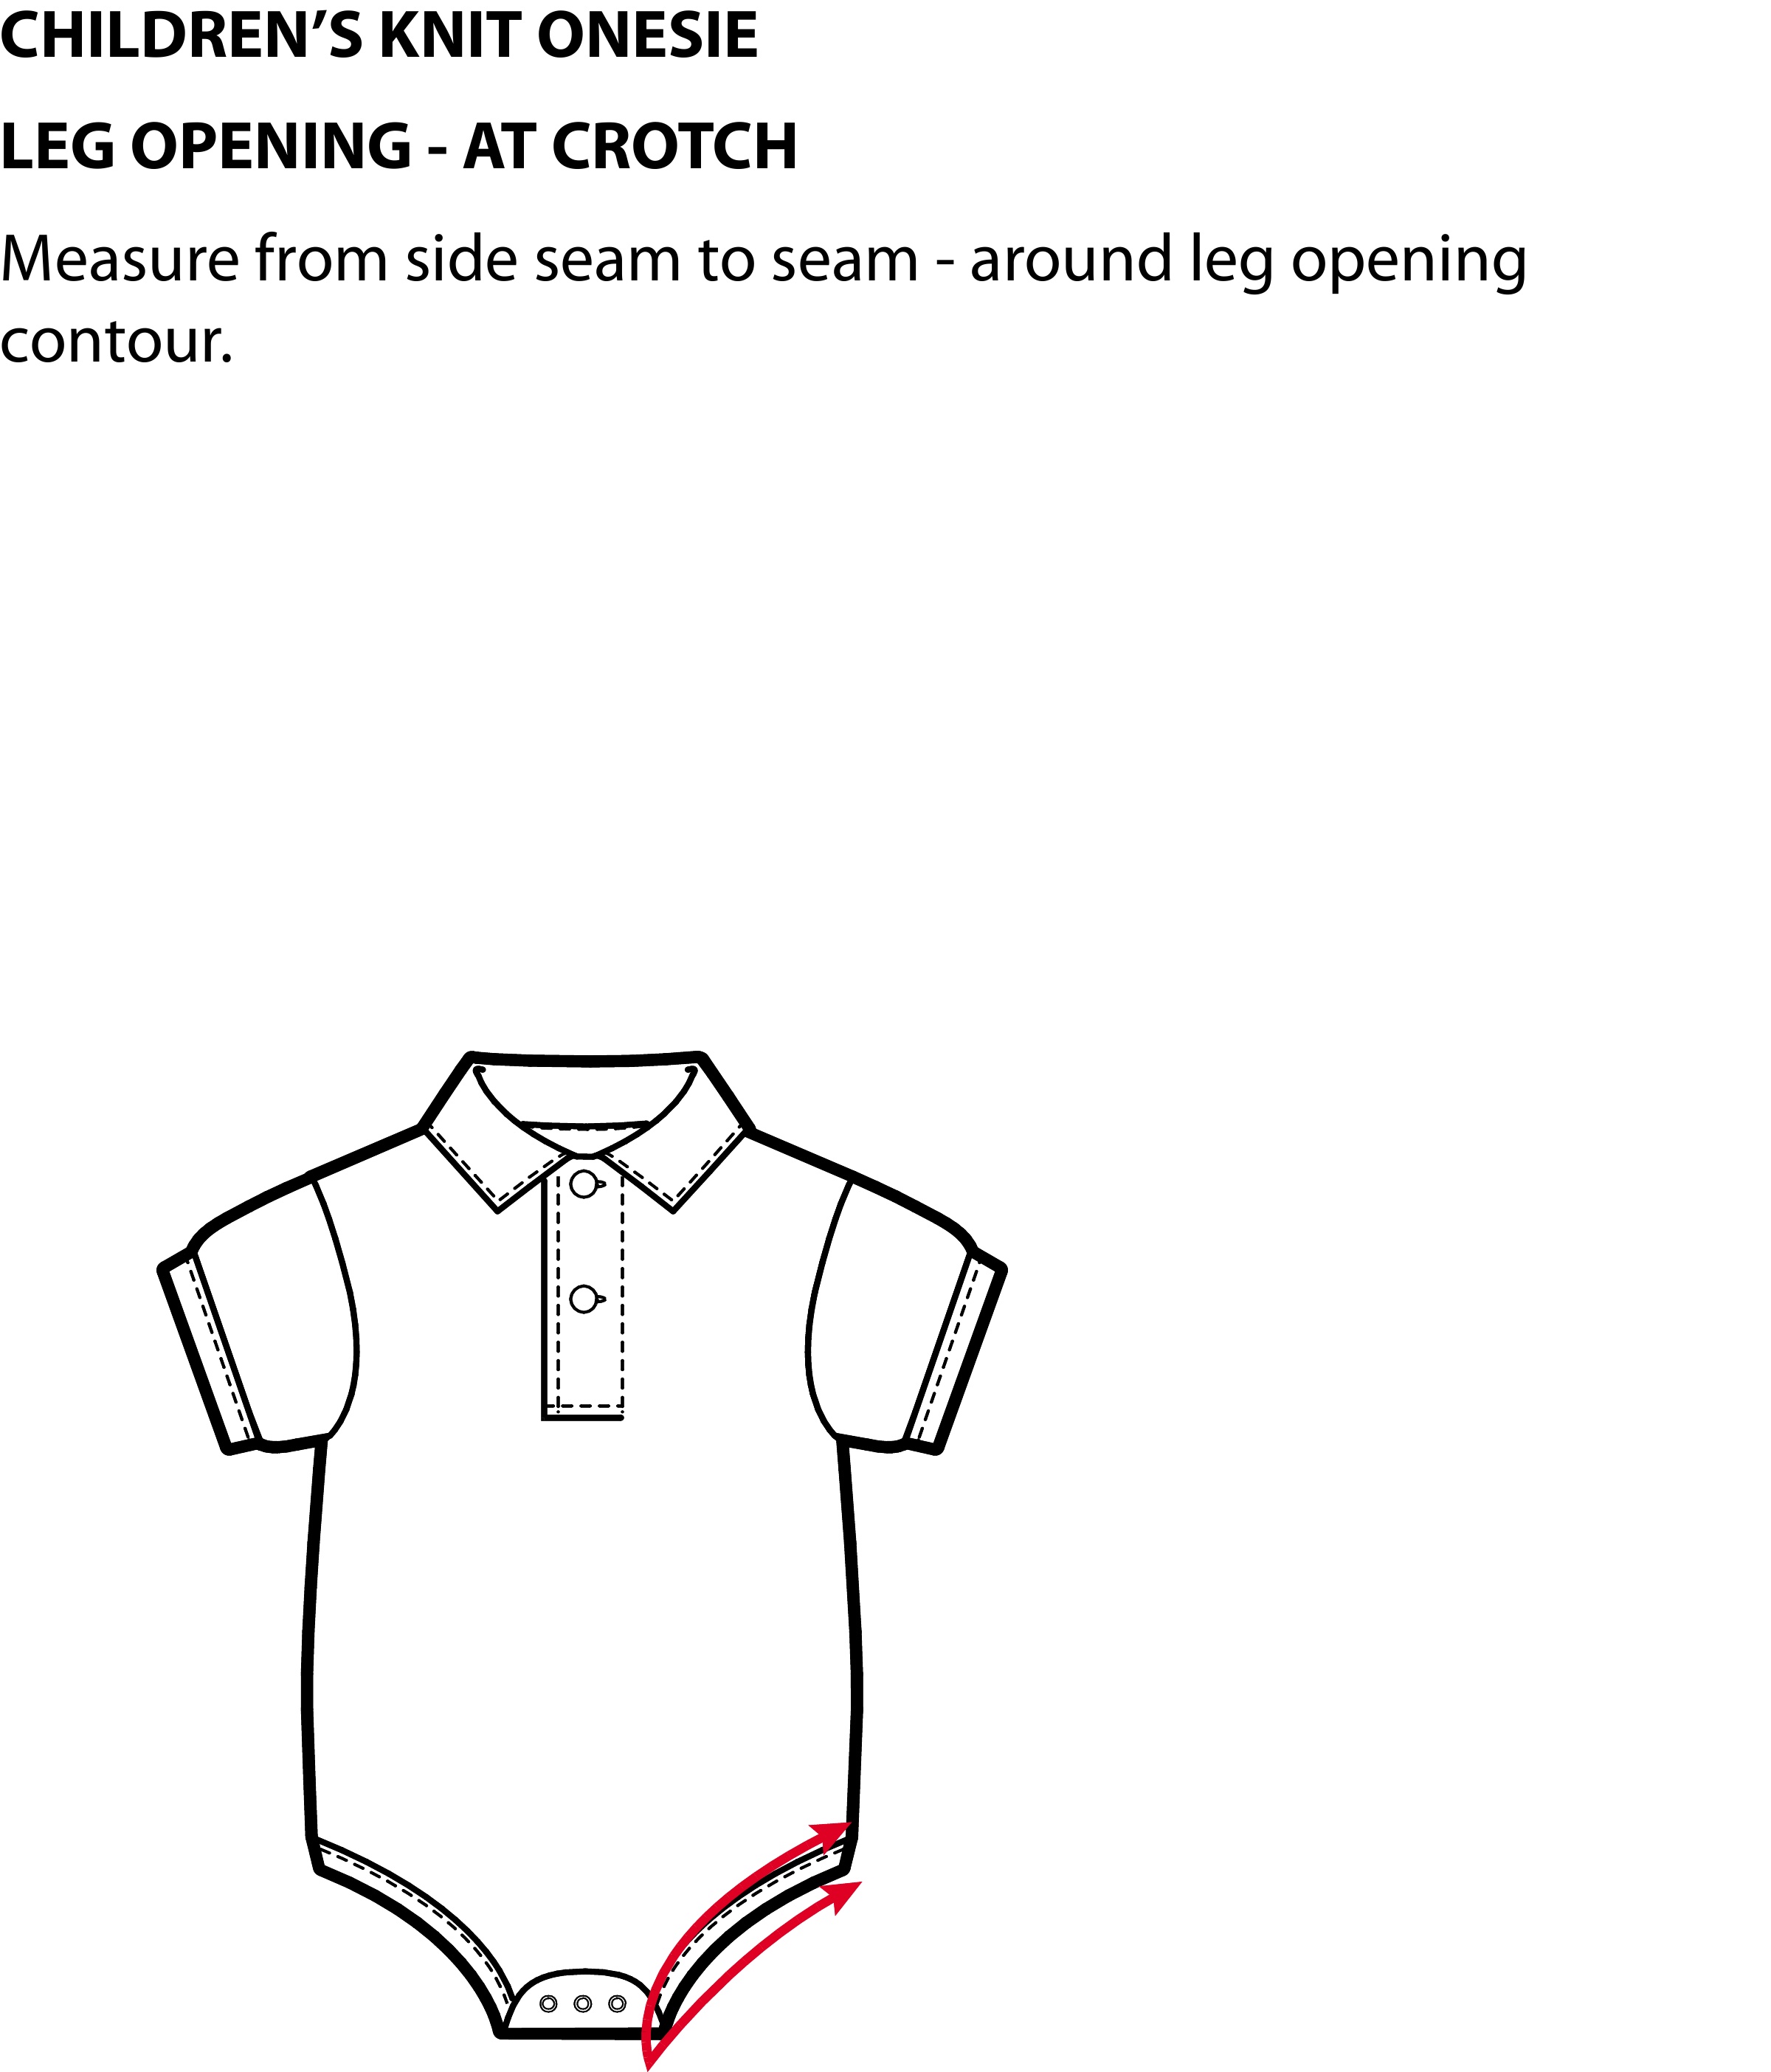 CHILDREN’S KNIT ONESIE
LEG OPENING - AT CROTCH
Measure from side seam to seam - around leg opening
contour.